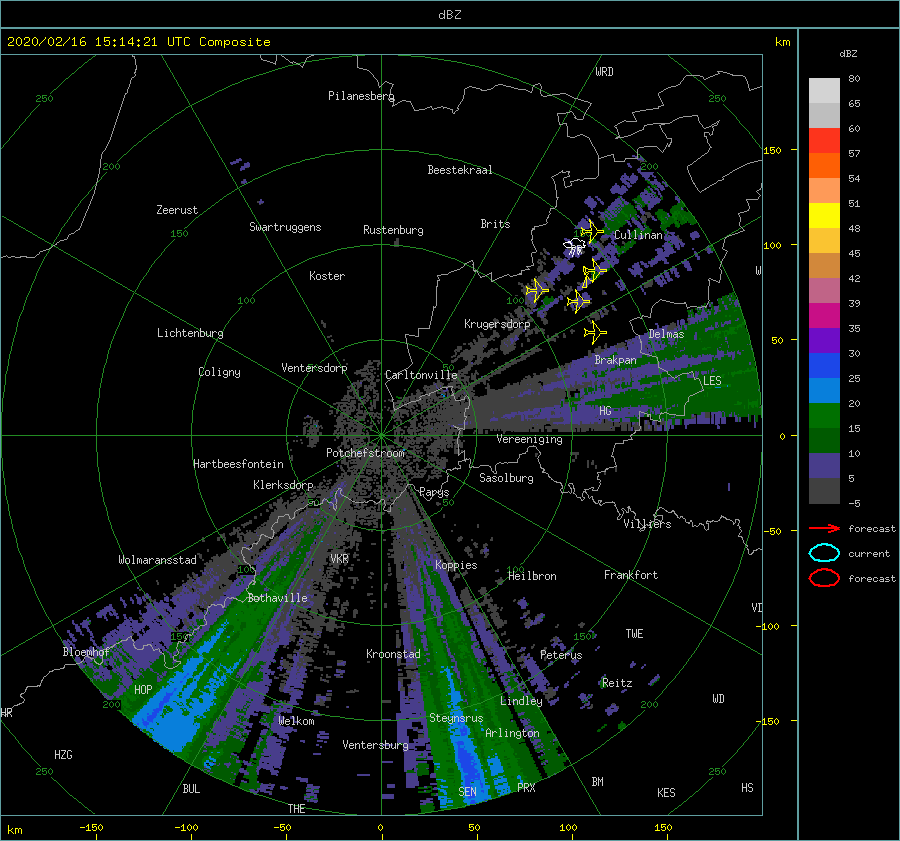 dBZ
2020/02/16 15:14:21 UTC Composite
km
dBZ
80
65
60
57
54
51
48
45
42
39
35
30
25
20
15
10
5
-5
forecast
current
forecast
WRD
250
250
Pilanesberg
150
200
200
Beestekraal
Zeerust
150
Swartruggens
Rustenburg
Brits
Cullinan
100
W
Koster
100
100
Lichtenburg
Krugersdorp
Delmas
50
Brakpan
Coligny
Ventersdorp
Carltonville
LES
HG
0
Vereeniging
Potchefstroom
Hartbeesfontein
Klerksdorp
Sasolburg
Parys
50
50
Villiers
-50
Wolmaransstad
VKR
Koppies
100
100
Heilbron
Frankfort
Bothaville
VD
-100
150
150
TWE
Bloemhof
Kroonstad
Peterus
HOP
Reitz
WD
Lindley
200
200
HR
Welkom
Steynsrus
-150
Arlington
HZG
Ventersburg
250
250
BUL
SEN
PRX
BM
KES
HS
THE
km
-150
-100
-50
0
50
100
150